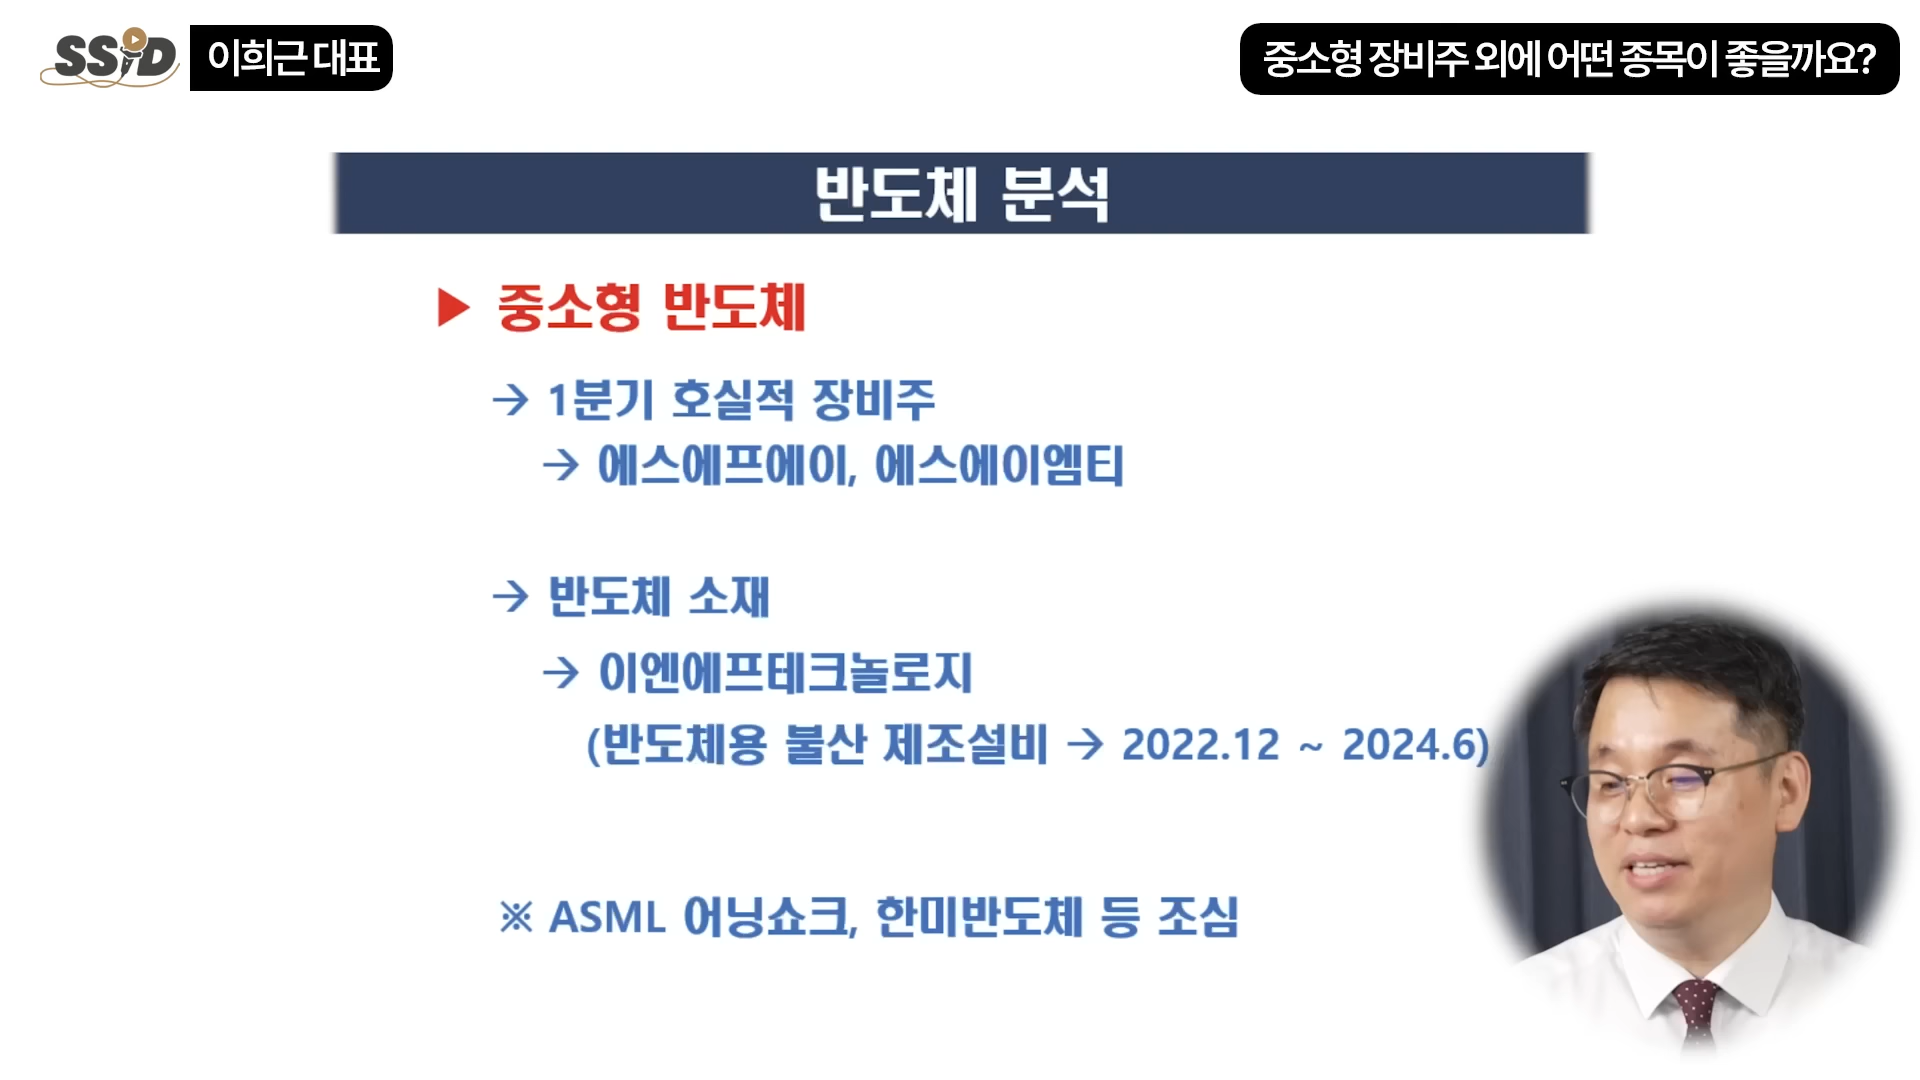 SSiD
이희근 대표
중소형 장비주 외에 어떤 종목이 좋을까요?
반도체 분석
▶ 중소형 반도체
→ 1분기 호실적 장비주
→ 에스에프에이, 에스에이엠티
→ 반도체 소재
→ 이엔에프테크놀로지
(반도체용 불산 제조설비 → 2022.12 ~ 2024.6)
※ ASML 어닝쇼크, 한미반도체 등 조심